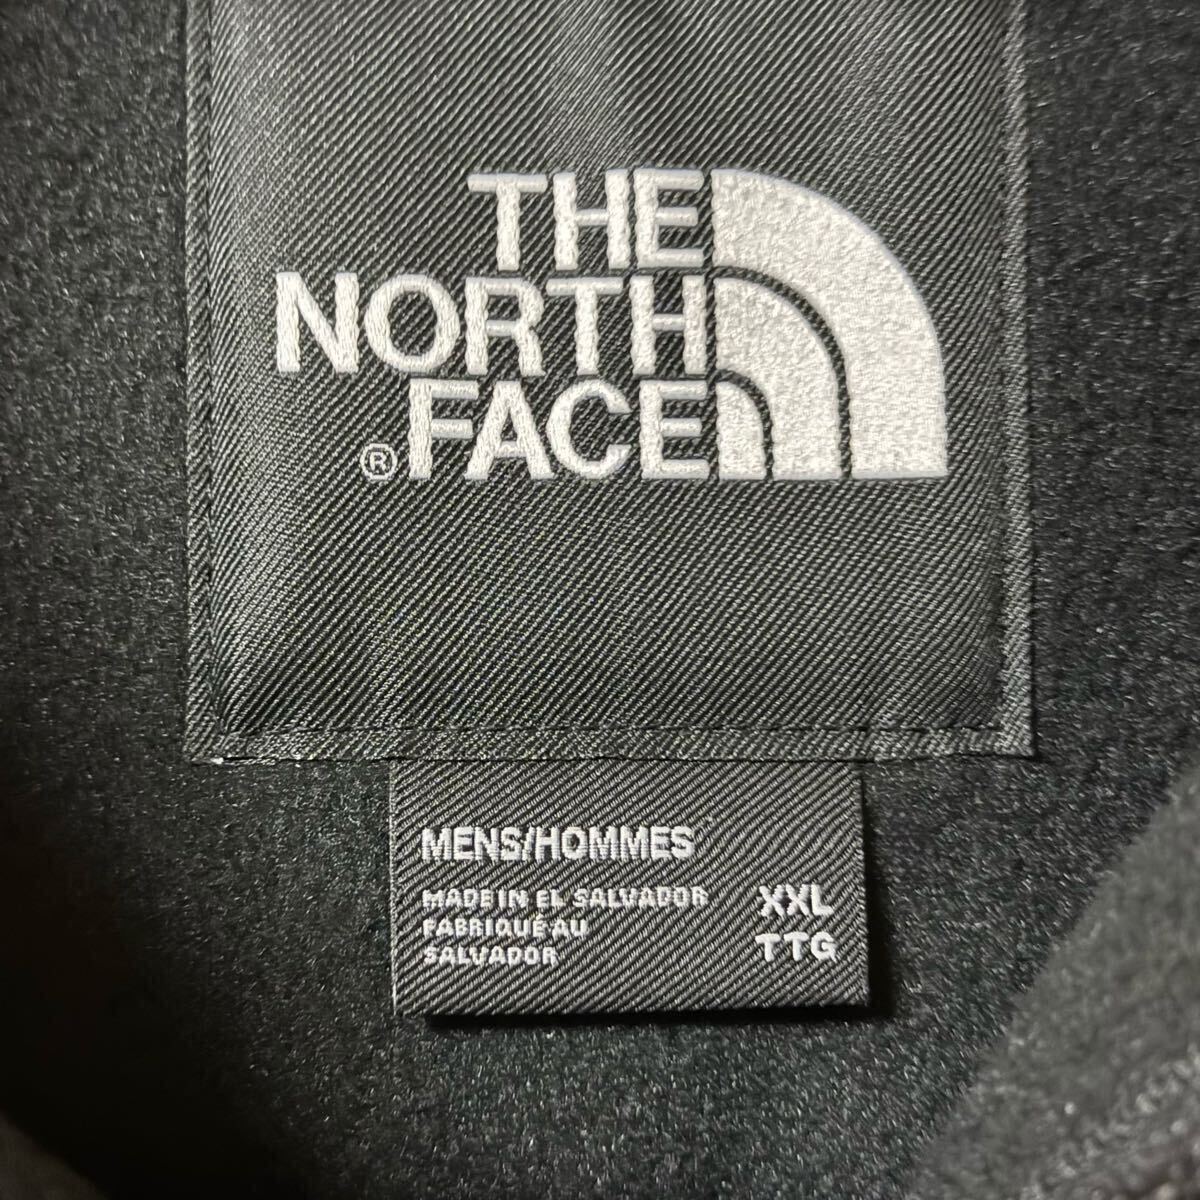 THE
NORTH
® FACE
MENS/HOMMES
MADE IN EL SALVADOR XXL
FABRIQUÉ AU
SALVADOR TTG